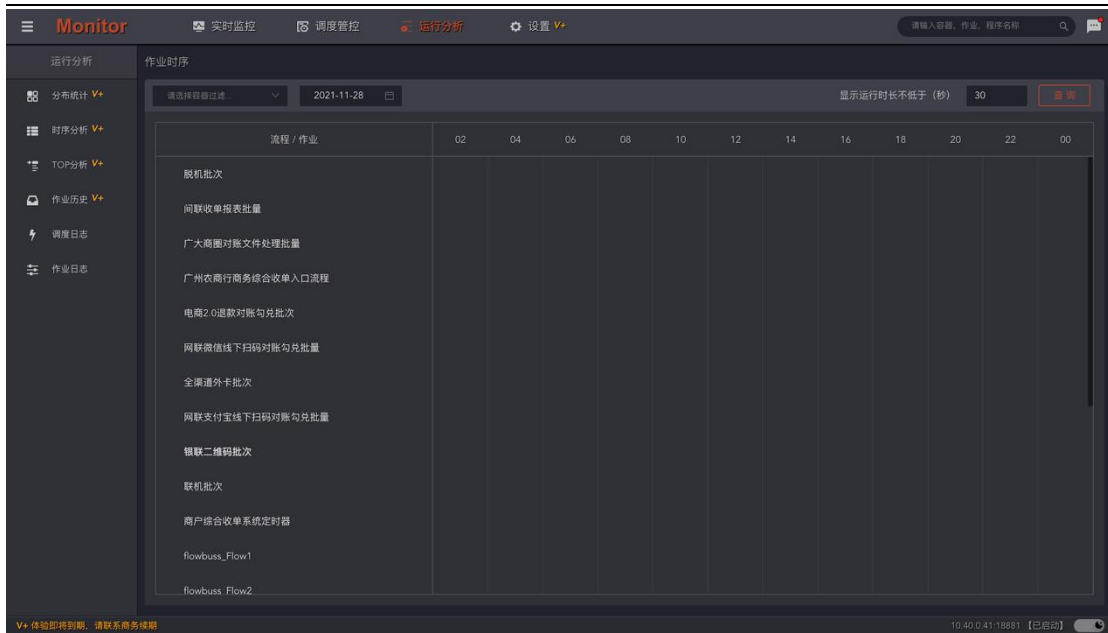 Monitor 实时监控 调度管控 运行分析 设置 V+ 请输入容器, 作业, 程序名称
运行分析 作业时序
分布统计 V+
时序分析 V+
TOP分析 V+
作业历史 V+
调度日志
作业日志
请选择容器过滤... 2021-11-28 显示运行时长不低于（秒） 30 查询
流程 / 作业 02 04 06 08 10 12 14 16 18 20 22 00
脱机批次
间联收单报表批量
广大商圈对账文件处理批量
广州农商行商务综合收单入口流程
电商2.0退款对账勾兑批次
网联微信线下扫码对账勾兑批量
全渠道外卡批次
网联支付宝线下扫码对账勾兑批量
银联二维码批次
联机批次
商户综合收单系统定时器
flowbuss_Flow1
flowbuss_Flow2
V+ 体验即将到期，请联系商务续期 10.40.0.41:18881 【已启动】